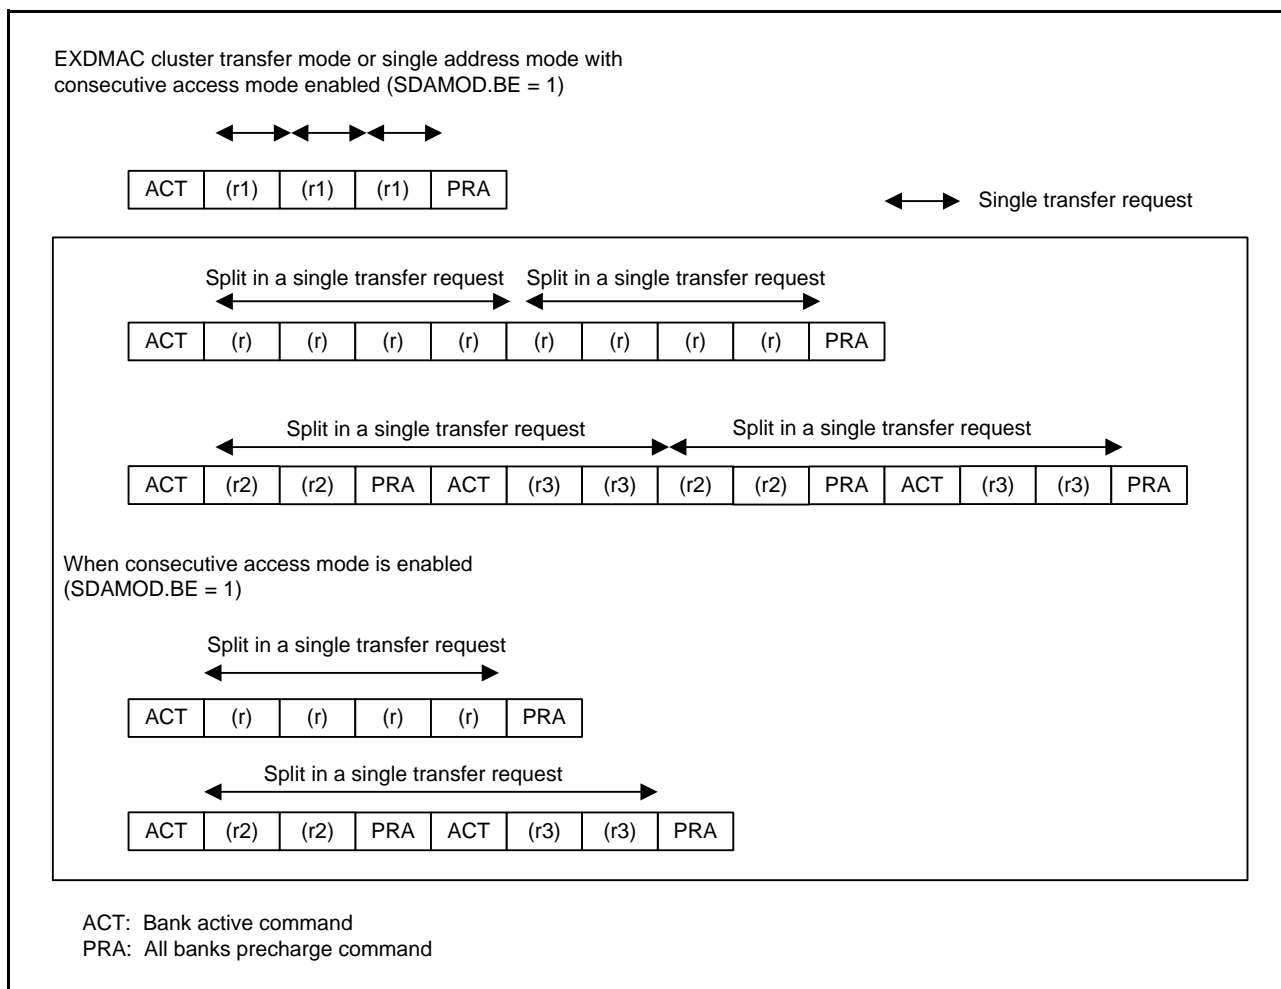 EXDMAC cluster transfer mode or single address mode with
consecutive access mode enabled (SDAMOD.BE = 1)
ACT (r1) (r1) (r1) PRA
Single transfer request
Split in a single transfer request Split in a single transfer request
ACT (r) (r) (r) (r) (r) (r) (r) (r) PRA
Split in a single transfer request Split in a single transfer request
ACT (r2) (r2) PRA ACT (r3) (r3) (r2) (r2) PRA ACT (r3) (r3) PRA
When consecutive access mode is enabled
(SDAMOD.BE = 1)
Split in a single transfer request
ACT (r) (r) (r) (r) PRA
Split in a single transfer request
ACT (r2) (r2) PRA ACT (r3) (r3) PRA
ACT: Bank active command
PRA: All banks precharge command